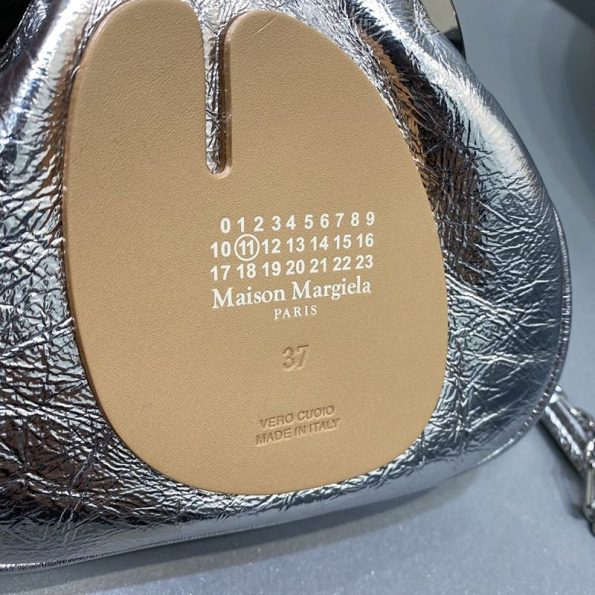 0 1 2 3 4 5 6 7 8 9
10 11 12 13 14 15 16
17 18 19 20 21 22 23
Maison Margiela
PARIS
37
VERO CUOIO
MADE IN ITALY